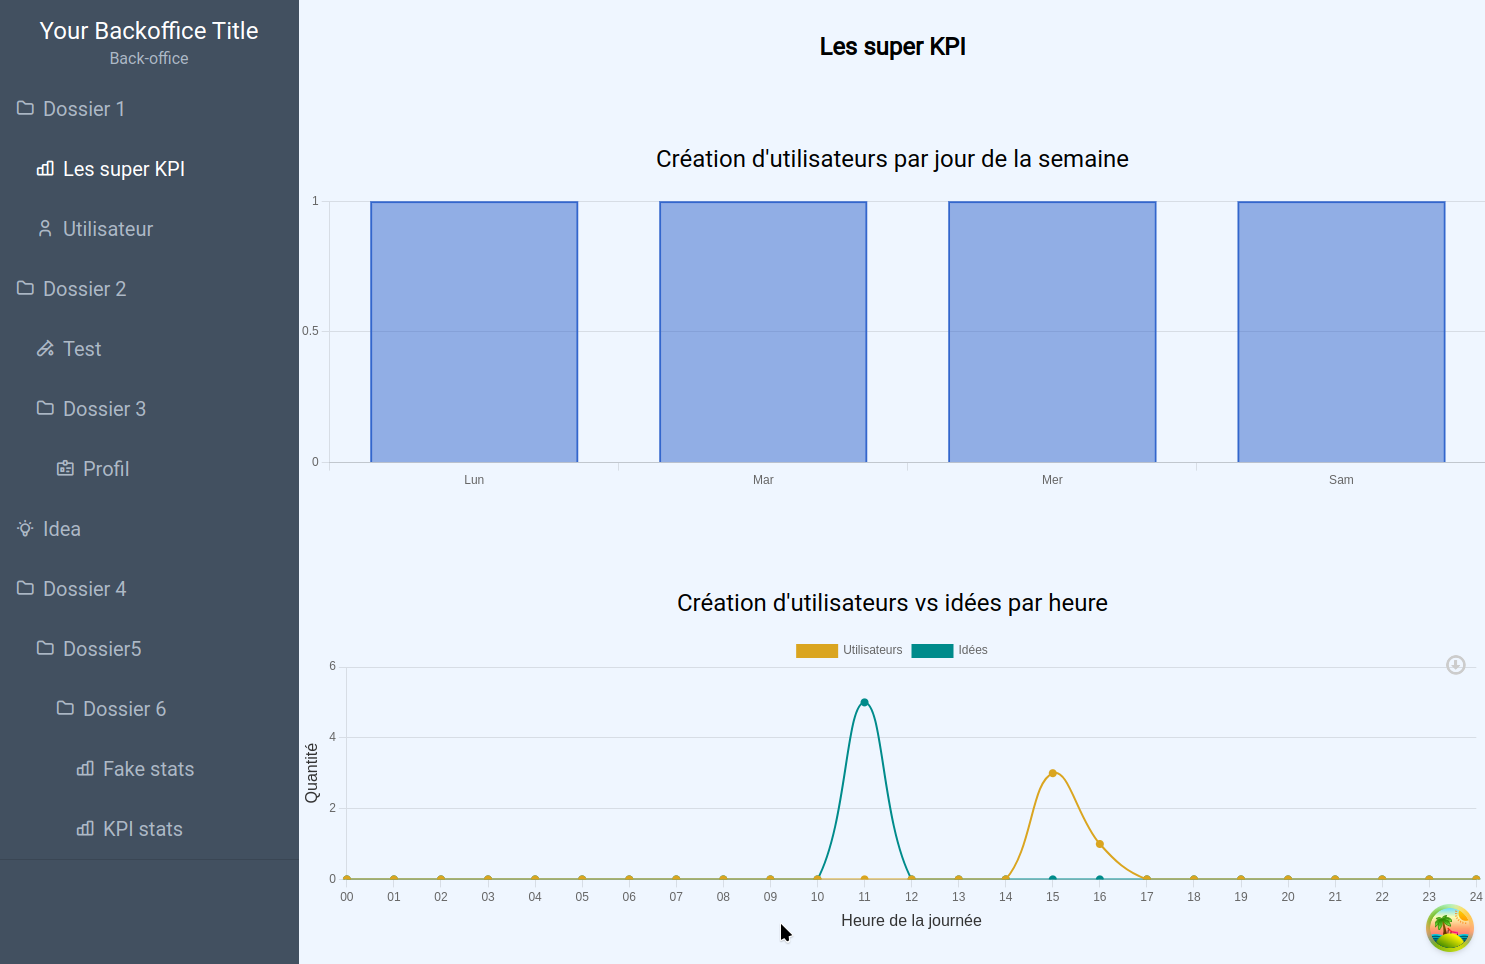 Your Backoffice Title
Back-office
Dossier 1
Les super KPI
Utilisateur
Dossier 2
Test
Dossier 3
Profil
Idea
Dossier 4
Dossier5
Dossier 6
Fake stats
KPI stats
Les super KPI
Création d'utilisateurs par jour de la semaine
1
0.5
0
Lun Mar Mer Sam
Création d'utilisateurs vs idées par heure
Utilisateurs Idées
6
4
2
0
Quantité
00 01 02 03 04 05 06 07 08 09 10 11 12 13 14 15 16 17 18 19 20 21 22 23 24
Heure de la journée